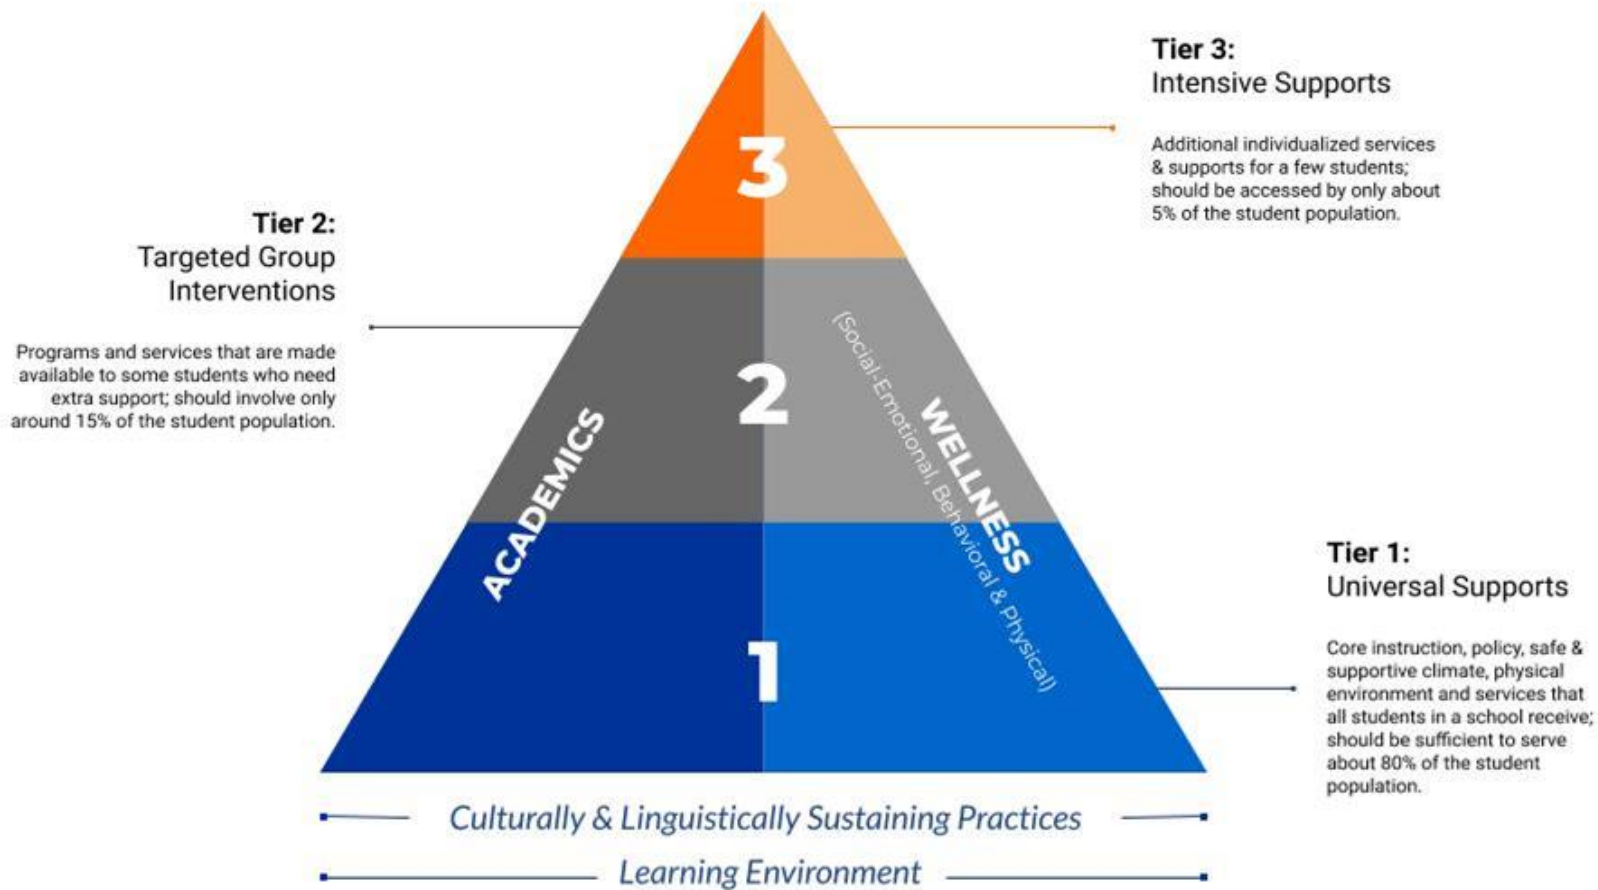 Tier 3:
Intensive Supports
Additional individualized services
& supports for a few students;
should be accessed by only about
5% of the student population.
3
Tier 2:
Targeted Group
Interventions
Programs and services that are made
available to some students who need
extra support; should involve only
around 15% of the student population.
2
ACADEMICS
WELLNESS
(Social-Emotional, Behavioral & Physical)
1
Tier 1:
Universal Supports
Core instruction, policy, safe &
supportive climate, physical
environment and services that
all students in a school receive;
should be sufficient to serve
about 80% of the student
population.
Culturally & Linguistically Sustaining Practices
Learning Environment